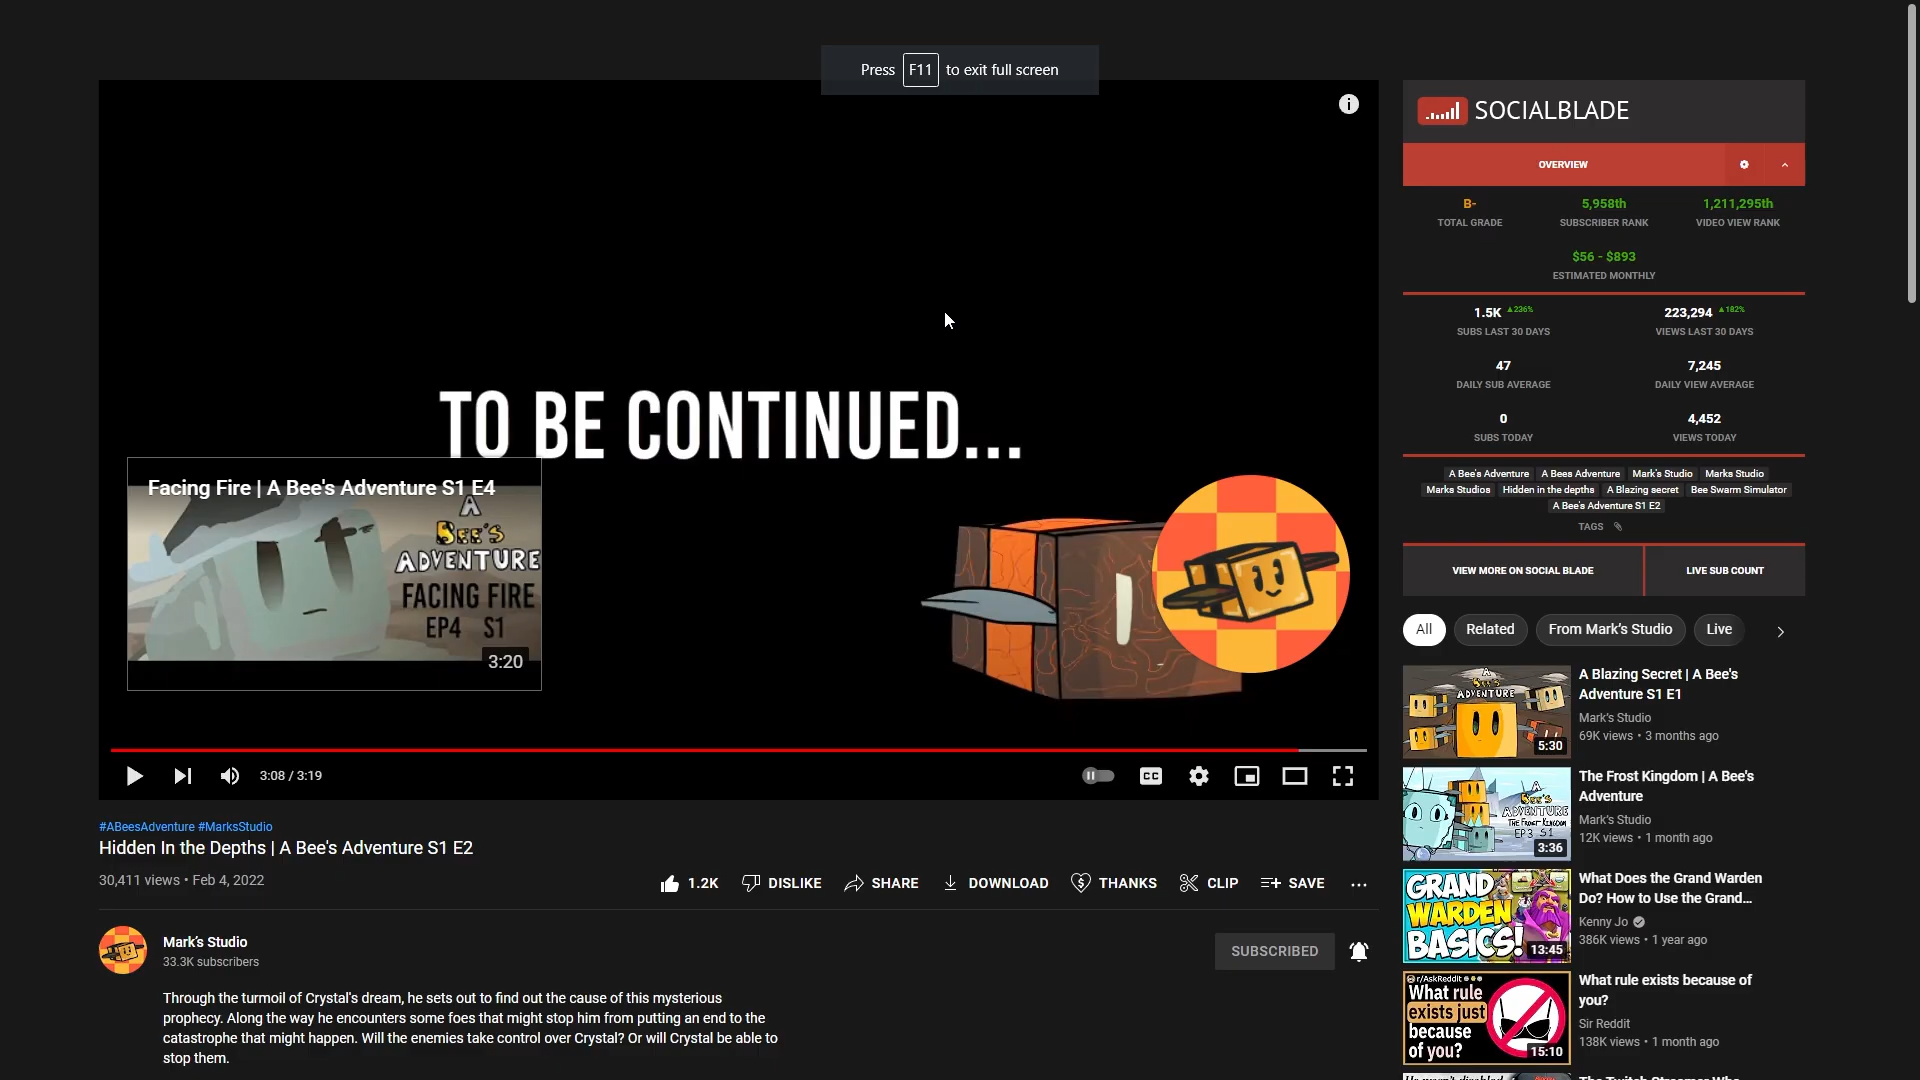 Press F11 to exit full screen
TO BE CONTINUED...
Facing Fire | A Bee's Adventure S1 E4
A
BEE'S
ADVENTURE
FACING FIRE
EP4 S1
3:20
3:08 / 3:19
CC
#ABeesAdventure #MarksStudio
Hidden In the Depths | A Bee's Adventure S1 E2
30,411 views • Feb 4, 2022
1.2K DISLIKE SHARE DOWNLOAD THANKS CLIP SAVE ...
Mark's Studio
33.3K subscribers
SUBSCRIBED
Through the turmoil of Crystal's dream, he sets out to find out the cause of this mysterious
prophecy. Along the way he encounters some foes that might stop him from putting an end to the
catastrophe that might happen. Will the enemies take control over Crystal? Or will Crystal be able to
stop them.
SOCIALBLADE
OVERVIEW
B- 5,958th 1,211,295th
TOTAL GRADE SUBSCRIBER RANK VIDEO VIEW RANK
$56 - $893
ESTIMATED MONTHLY
1.5K ▲236% 223,294 ▲182%
SUBS LAST 30 DAYS VIEWS LAST 30 DAYS
47 7,245
DAILY SUB AVERAGE DAILY VIEW AVERAGE
0 4,452
SUBS TODAY VIEWS TODAY
A Bee's Adventure A Bees Adventure Mark's Studio Marks Studio
Marks Studios Hidden in the depths A Blazing secret Bee Swarm Simulator
A Bee's Adventure S1 E2
TAGS
VIEW MORE ON SOCIAL BLADE LIVE SUB COUNT
All Related From Mark's Studio Live
A
BEE'S
ADVENTURE
5:30
A Blazing Secret | A Bee's
Adventure S1 E1
Mark's Studio
69K views • 3 months ago
A
BEE'S
ADVENTURE
THE FROST KINGDOM
EP 3 S1
3:36
The Frost Kingdom | A Bee's
Adventure
Mark's Studio
12K views • 1 month ago
GRAND
WARDEN
BASICS!
13:45
What Does the Grand Warden
Do? How to Use the Grand...
Kenny Jo
386K views • 1 year ago
r/AskReddit
What rule
exists just
because
of you?
15:10
What rule exists because of
you?
Sir Reddit
138K views • 1 month ago